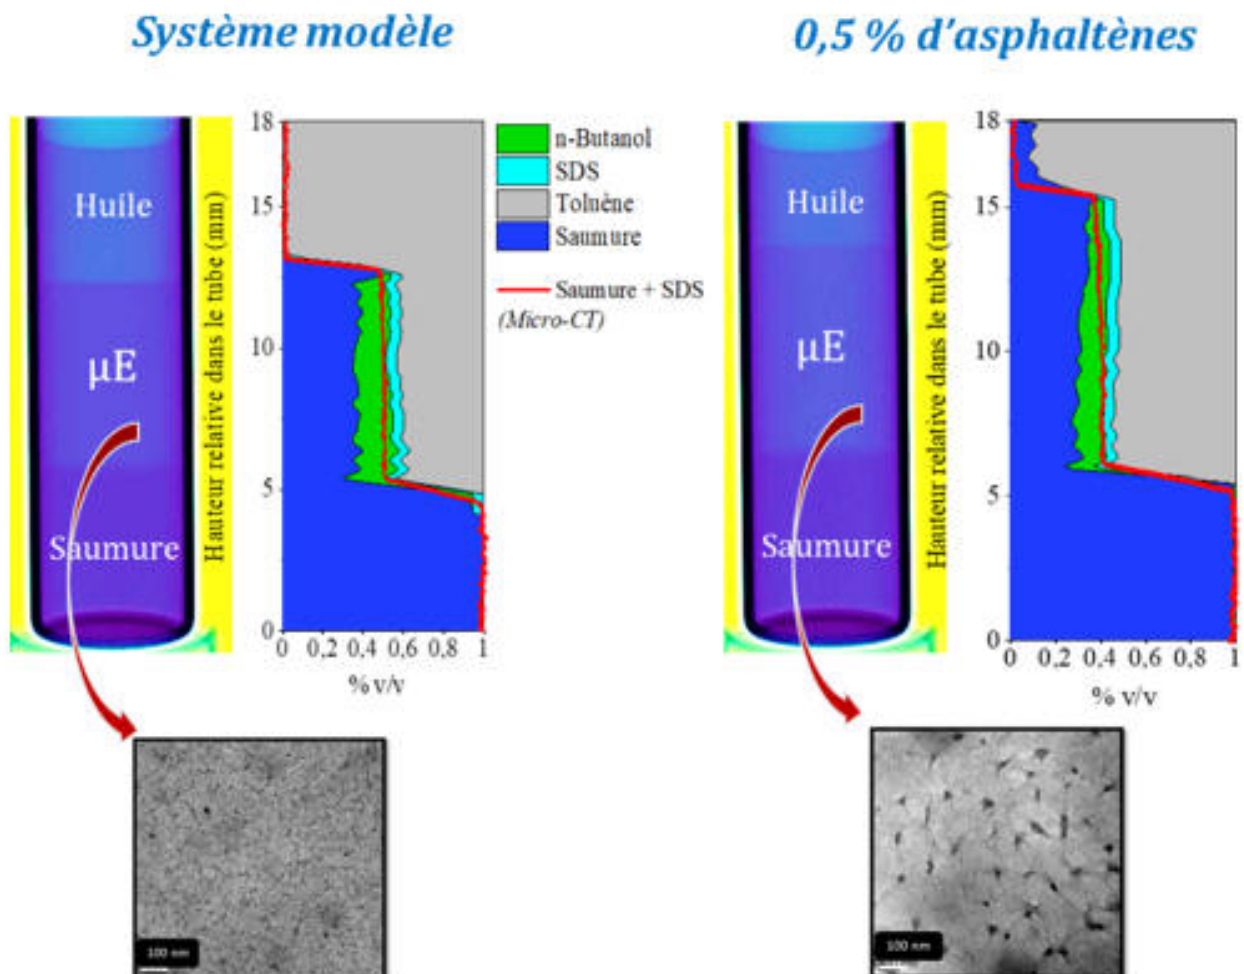 Système modèle
0,5 % d'asphaltènes
Huile
μE
Saumure
Hauteur relative dans le tube (mm)
18
15
10
5
0
0
0,2
0,4
0,6
0,8
1
% v/v
n-Butanol
SDS
Toluène
Saumure
Saumure + SDS
(Micro-CT)
100 nm
Huile
μE
Saumure
Hauteur relative dans le tube (mm)
18
15
10
5
0
0
0,2
0,4
0,6
0,8
1
% v/v
100 nm